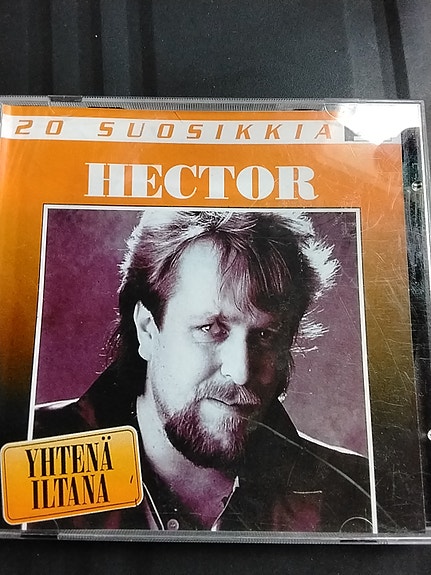 20 SUOSIKKIA
HECTOR
YHTENÄ
ILTANA